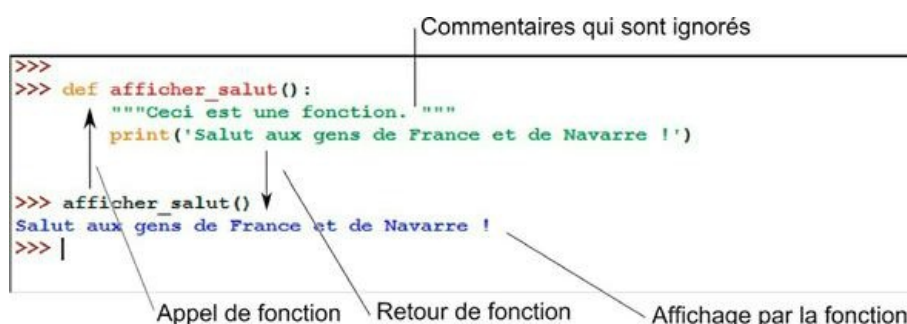 Commentaires qui sont ignorés
>>>
>>> def afficher_salut():
"""Ceci est une fonction. """
print('Salut aux gens de France et de Navarre !')
>>> afficher_salut()
Salut aux gens de France et de Navarre !
>>>
Appel de fonction
Retour de fonction
Affichage par la fonction